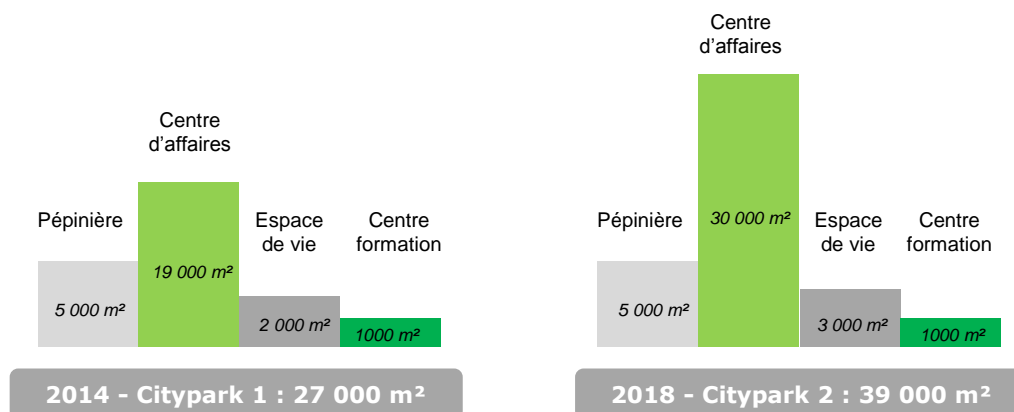 Centre
d’affaires
Pépinière
Espace
de vie
Centre
formation
19 000 m²
5 000 m²
2 000 m²
1000 m²
2014 - Citypark 1 : 27 000 m²
Centre
d’affaires
Pépinière
30 000 m²
Espace
de vie
Centre
formation
5 000 m²
3 000 m²
1000 m²
2018 - Citypark 2 : 39 000 m²